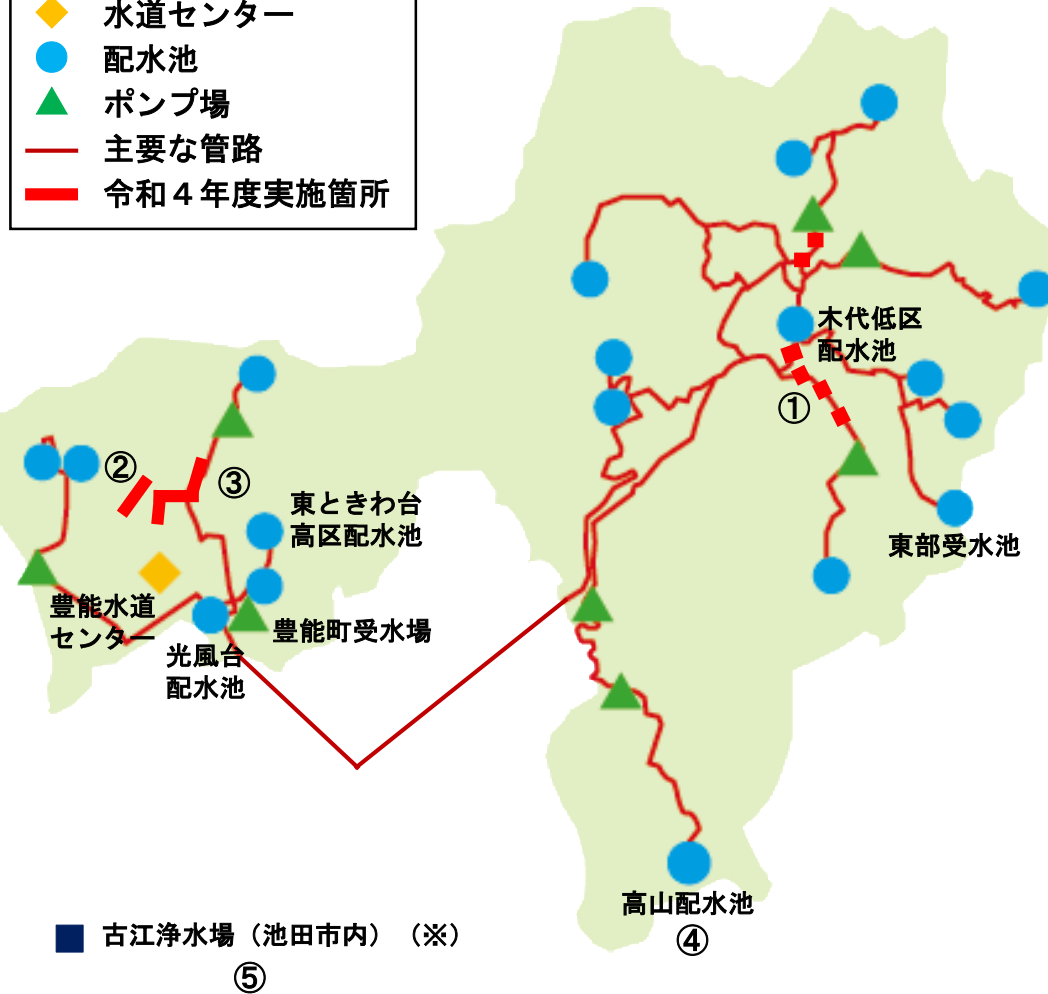 水道センター
配水池
ポンプ場
主要な管路
令和４年度実施箇所
木代低区
配水池
①
②
③
東ときわ台
高区配水池
東部受水池
豊能水道
センター
豊能町受水場
光風台
配水池
高山配水池
④
古江浄水場（池田市内）（※）
⑤